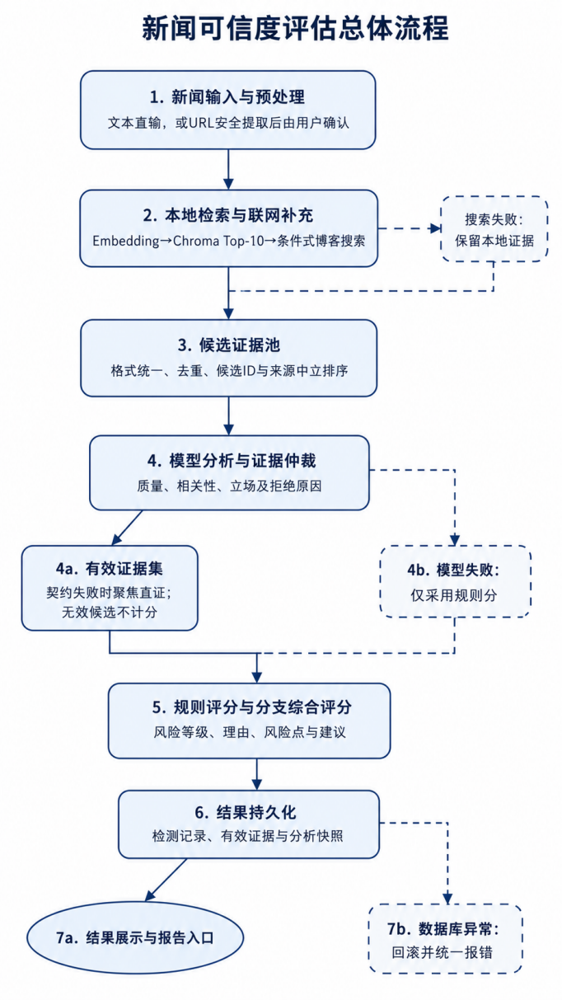 新闻可信度评估总体流程
1. 新闻输入与预处理
文本直输，或URL安全提取后由用户确认
2. 本地检索与联网补充
Embedding→Chroma Top-10→条件式博客搜索
搜索失败：
保留本地证据
3. 候选证据池
格式统一、去重、候选ID与来源中立排序
4. 模型分析与证据仲裁
质量、相关性、立场及拒绝原因
4a. 有效证据集
契约失败时聚焦直证；
无效候选不计分
4b. 模型失败：
仅采用规则分
5. 规则评分与分支综合评分
风险等级、理由、风险点与建议
6. 结果持久化
检测记录、有效证据与分析快照
7a. 结果展示与报告入口
7b. 数据库异常：
回滚并统一报错